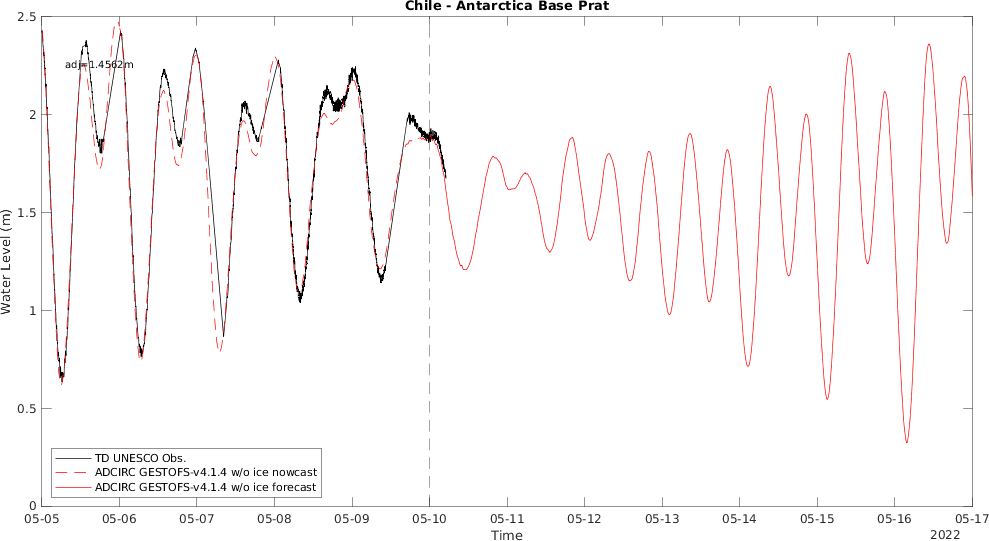 Chile - Antarctica Base Prat
2.5
2
1.5
1
0.5
0
Water Level (m)
adj=1.4562m
TD UNESCO Obs.
ADCIRC GESTOFS-v4.1.4 w/o ice nowcast
ADCIRC GESTOFS-v4.1.4 w/o ice forecast
05-05 05-06 05-07 05-08 05-09 05-10 05-11 05-12 05-13 05-14 05-15 05-16 05-17
Time
2022